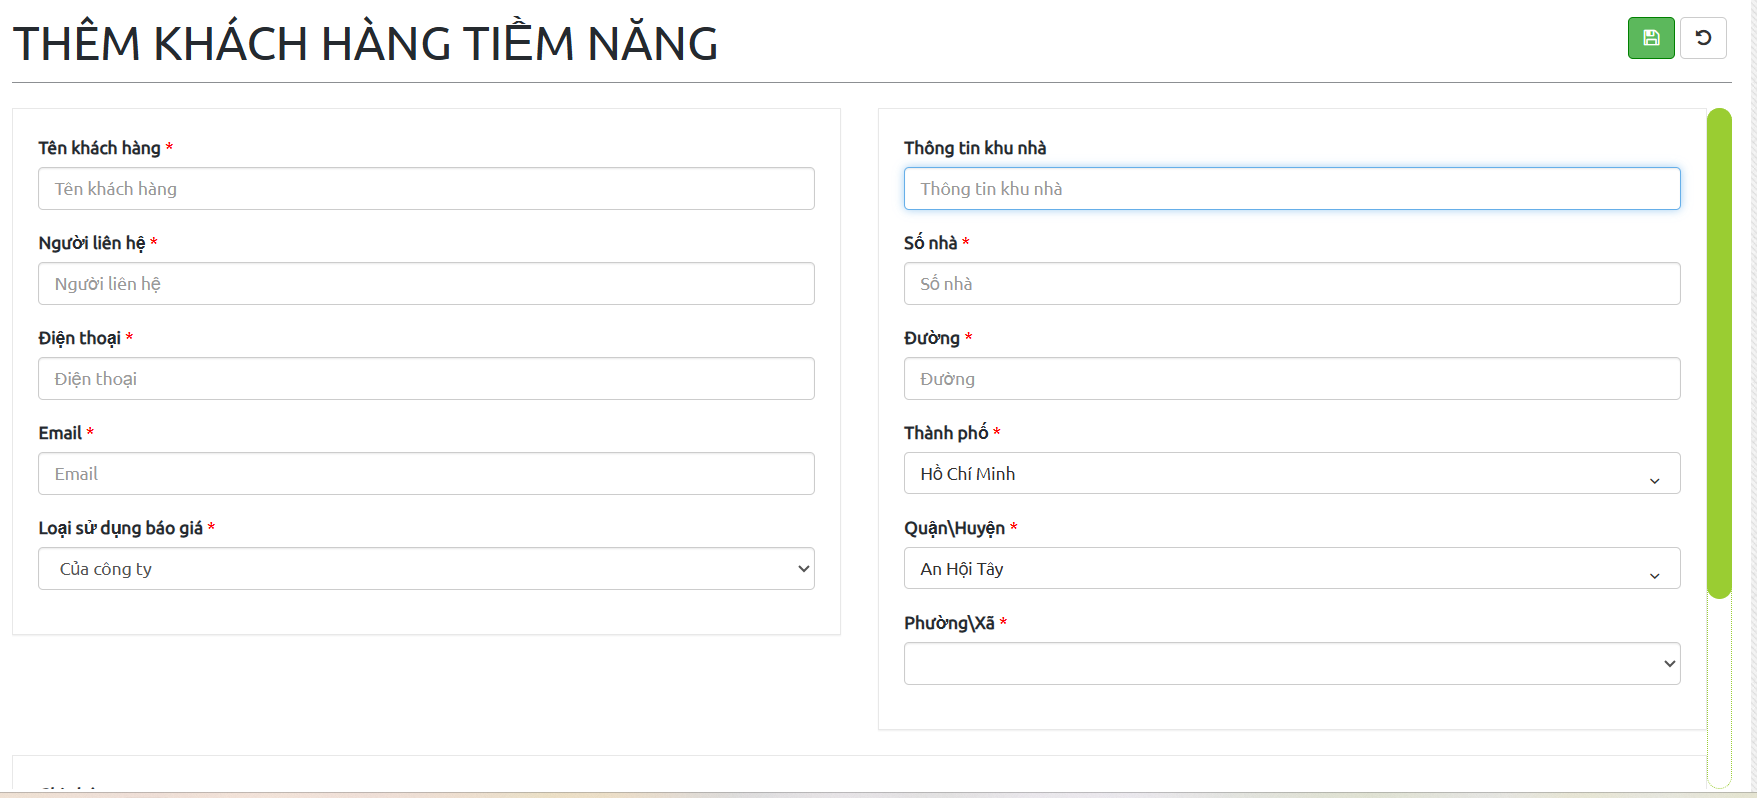 THÊM KHÁCH HÀNG TIỀM NĂNG
Tên khách hàng *
Tên khách hàng
Người liên hệ *
Người liên hệ
Điện thoại *
Điện thoại
Email *
Email
Loại sử dụng báo giá *
Của công ty
Thông tin khu nhà
Thông tin khu nhà
Số nhà *
Số nhà
Đường *
Đường
Thành phố *
Hồ Chí Minh
Quận\Huyện *
An Hội Tây
Phường\Xã *